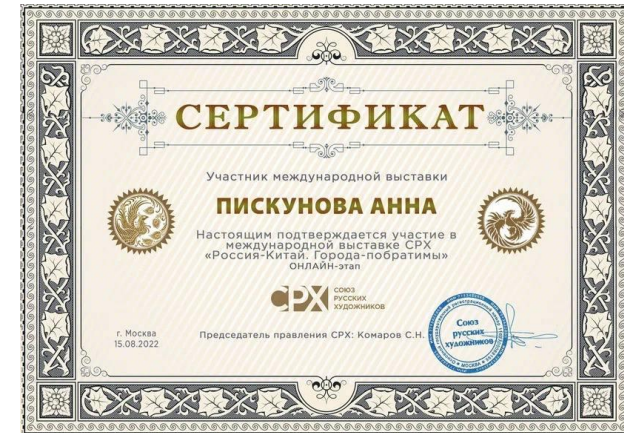 СЕРТИФИКАТ
Участник международной выставки
ПИСКУНОВА АННА
Настоящим подтверждается участие в
международной выставке СРХ
«Россия-Китай. Города-побратимы»
ОНЛАЙН-этап
СРХ
СОЮЗ
РУССКИХ
ХУДОЖНИКОВ
г. Москва
15.08.2022
Председатель правления СРХ: Комаров С.Н.
Союз
русских
художников
МОСКВА